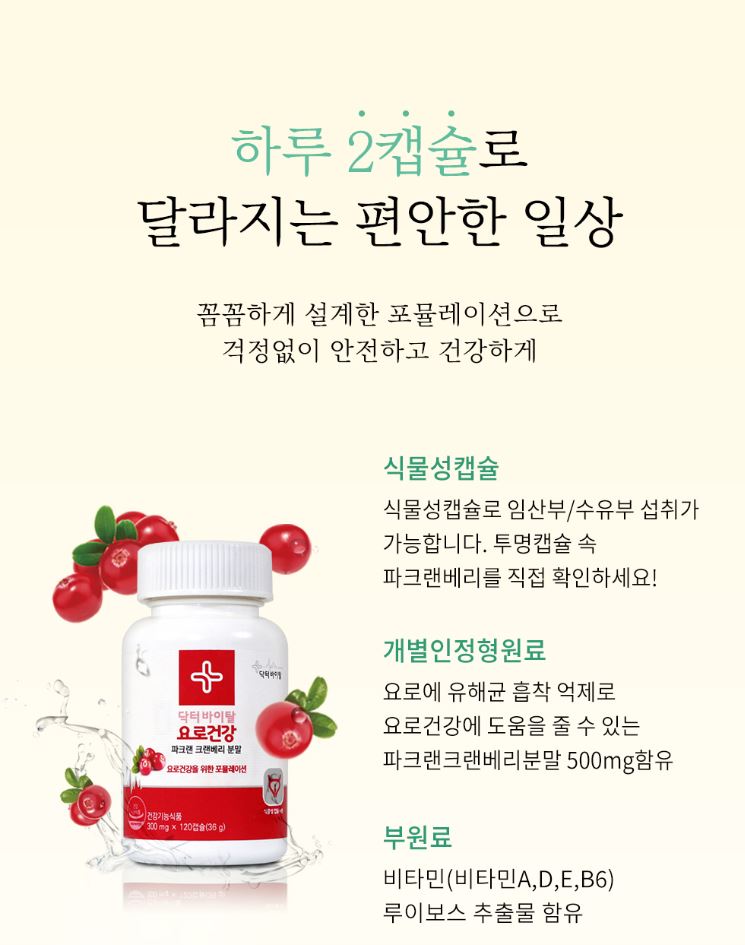 하루 2캡슐로
달라지는 편안한 일상
꼼꼼하게 설계한 포뮬레이션으로
걱정없이 안전하고 건강하게
식물성캡슐
식물성캡슐로 임산부/수유부 섭취가
가능합니다. 투명캡슐 속
파크랜베리를 직접 확인하세요!
개별인정형원료
요로에 유해균 흡착 억제로
요로건강에 도움을 줄 수 있는
파크랜크랜베리분말 500mg함유
부원료
비타민(비타민A,D,E,B6)
루이보스 추출물 함유
닥터바이탈
닥터바이탈
요로건강
파크랜 크랜베리 분말
요로건강을 위한 포뮬레이션
건강기능식품
300 mg × 120캡슐(36 g)